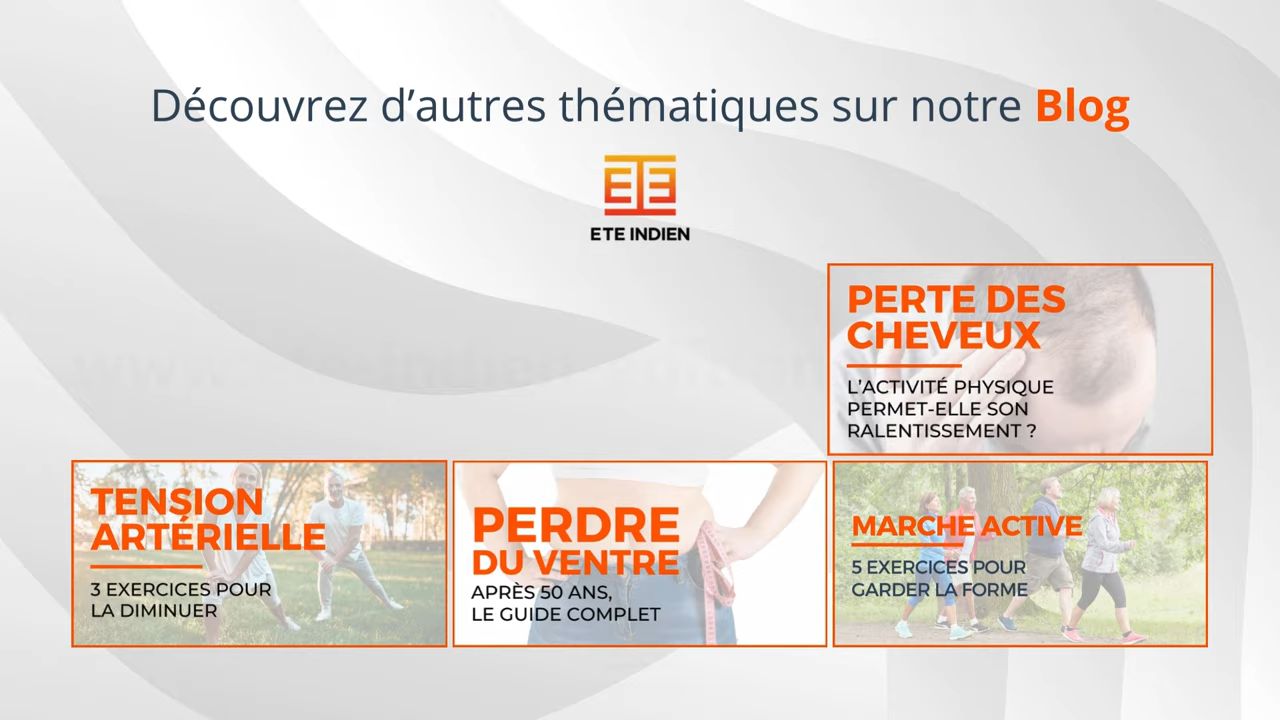 Découvrez d’autres thématiques sur notre Blog
ETE
ETE INDIEN
PERTE DES
CHEVEUX
L’ACTIVITÉ PHYSIQUE
PERMET-ELLE SON
RALENTISSEMENT ?
TENSION
ARTÉRIELLE
3 EXERCICES POUR
LA DIMINUER
PERDRE
DU VENTRE
APRÈS 50 ANS,
LE GUIDE COMPLET
MARCHE ACTIVE
5 EXERCICES POUR
GARDER LA FORME